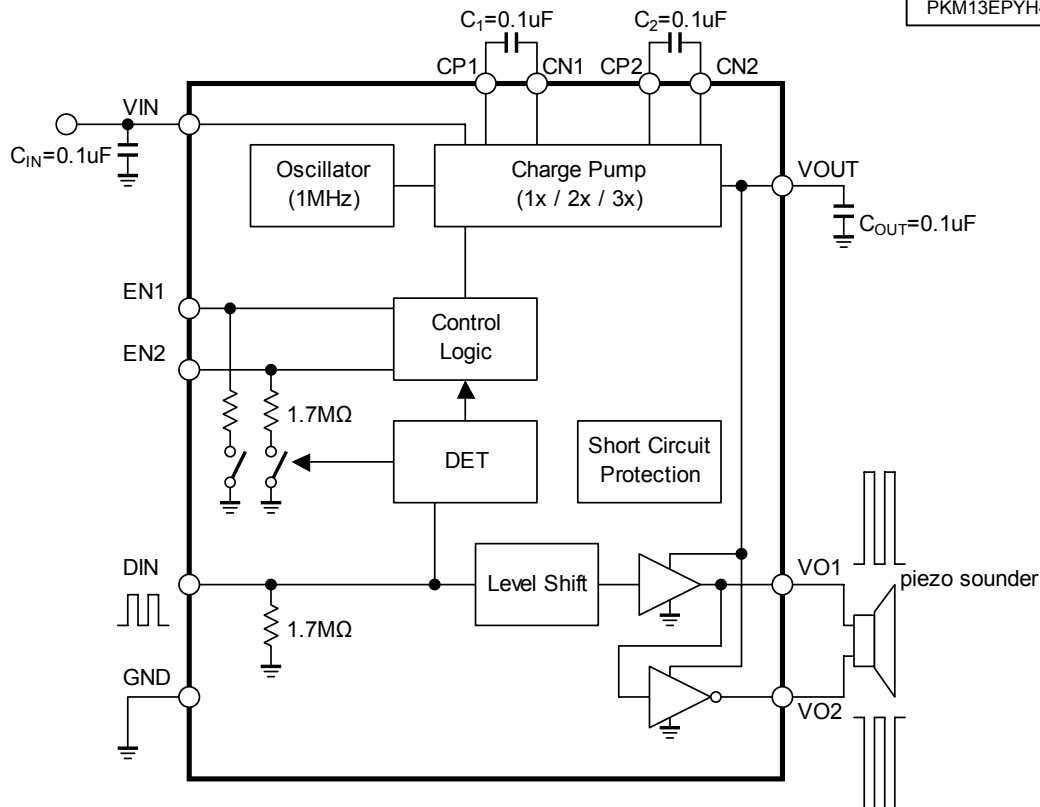 PKM13EPYH
C1=0.1uF
C2=0.1uF
CP1
CN1
CP2
CN2
VIN
CIN=0.1uF
Oscillator
(1MHz)
Charge Pump
(1x / 2x / 3x)
VOUT
COUT=0.1uF
EN1
EN2
Control
Logic
1.7MΩ
DET
Short Circuit
Protection
DIN
Level Shift
VO1
piezo sounder
1.7MΩ
GND
VO2